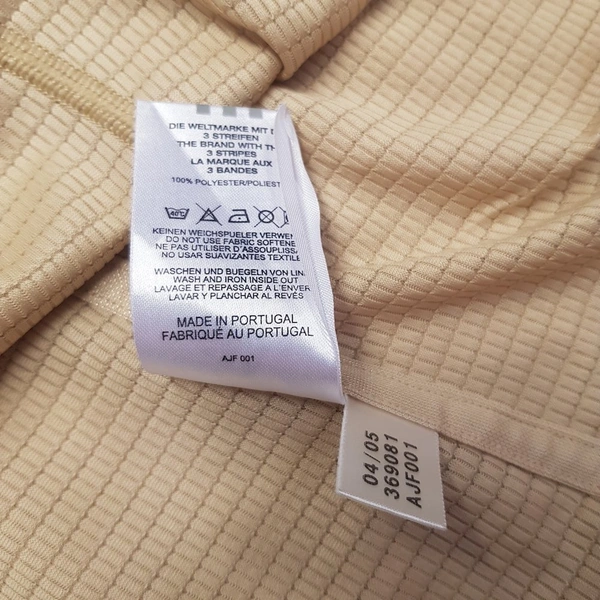 DIE WELTMARKE MIT
3 STREIFEN
THE BRAND WITH
3 STRIPES
LA MARQUE AUX
3 BANDES
100% POLYESTER/POLIEST
40°C
KEINEN WEICHSPUELER
DO NOT USE FABRIC SOFTENE
NE PAS UTILISER D'ASSOUPLISS
NO USAR SUAVIZANTES TEXTILE
WASCHEN UND BUEGELN VON LIN
WASH AND IRON INSIDE OUT
LAVAGE ET REPASSAGE A L'ENVER
LAVAR Y PLANCHAR AL REVÉS
MADE IN PORTUGAL
FABRIQUÉ AU PORTUGAL
AJF 001
04/05
369081
AJF001